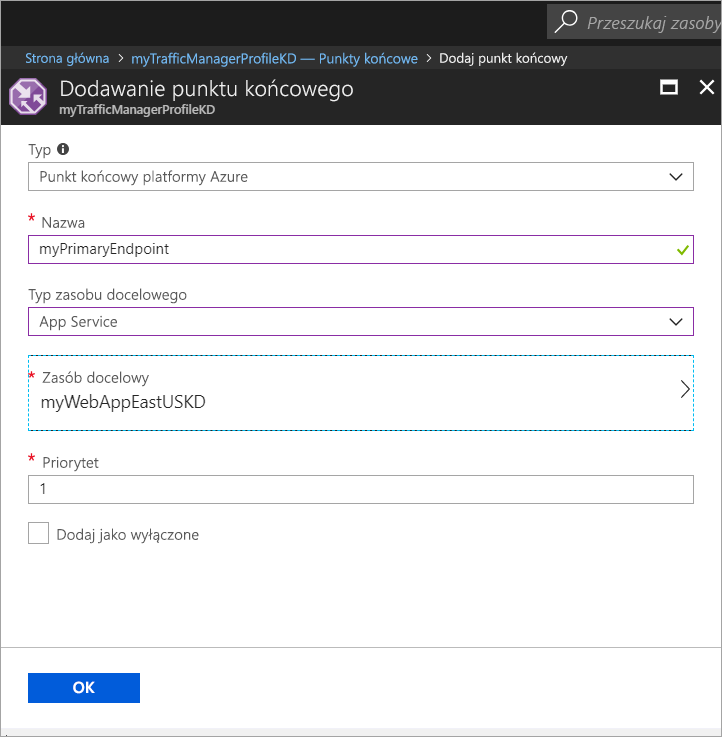 Przeszukaj zasoby
Strona główna > myTrafficManagerProfileKD — Punkty końcowe > Dodaj punkt końcowy
Dodawanie punktu końcowego
myTrafficManagerProfileKD
Typ
Punkt końcowy platformy Azure
* Nazwa
myPrimaryEndpoint
Typ zasobu docelowego
App Service
* Zasób docelowy
myWebAppEastUSKD
* Priorytet
1
Dodaj jako wyłączone
OK